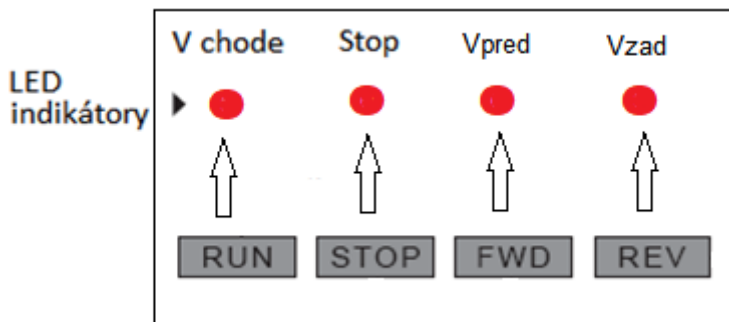 V chode Stop Vpred Vzad
LED
indikátory
RUN STOP FWD REV